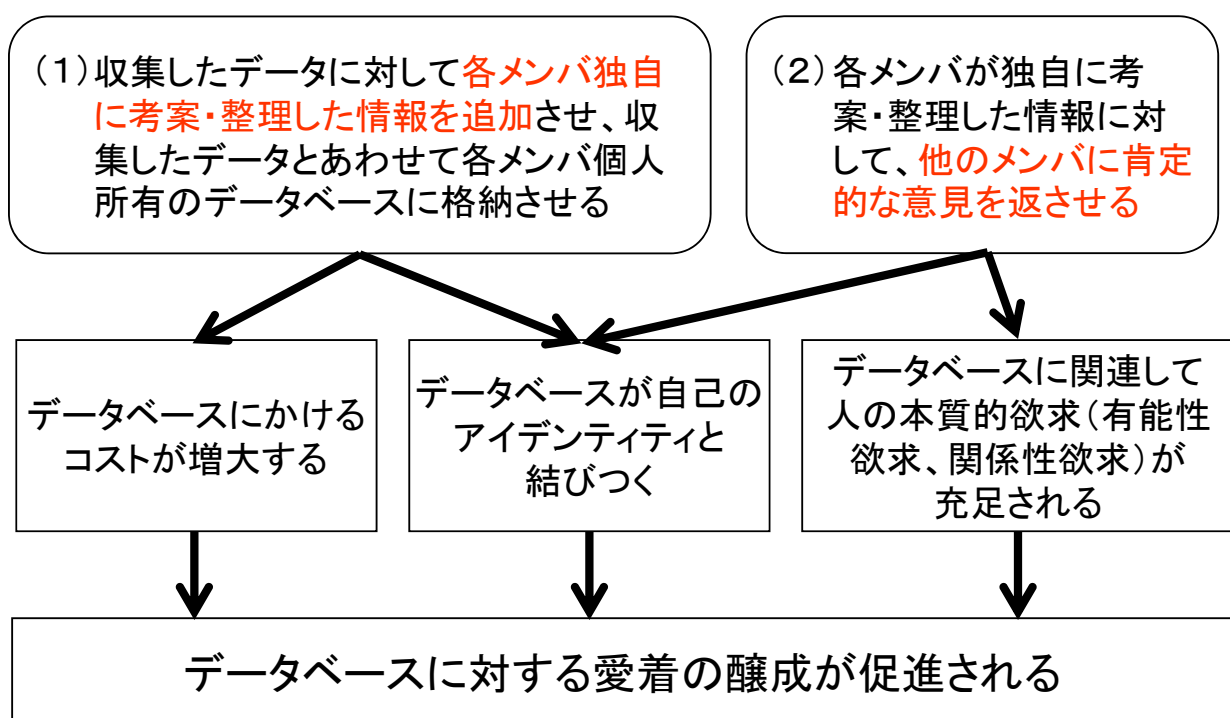 （１）収集したデータに対して各メンバ独自
に考案・整理した情報を追加させ、収
集したデータとあわせて各メンバ個人
所有のデータベースに格納させる
（２）各メンバが独自に考
案・整理した情報に対
して、他のメンバに肯定
的な意見を返させる
データベースにかける
コストが増大する
データベースが自己の
アイデンティティと
結びつく
データベースに関連して
人の本質的欲求（有能性
欲求、関係性欲求）が
充足される
データベースに対する愛着の醸成が促進される